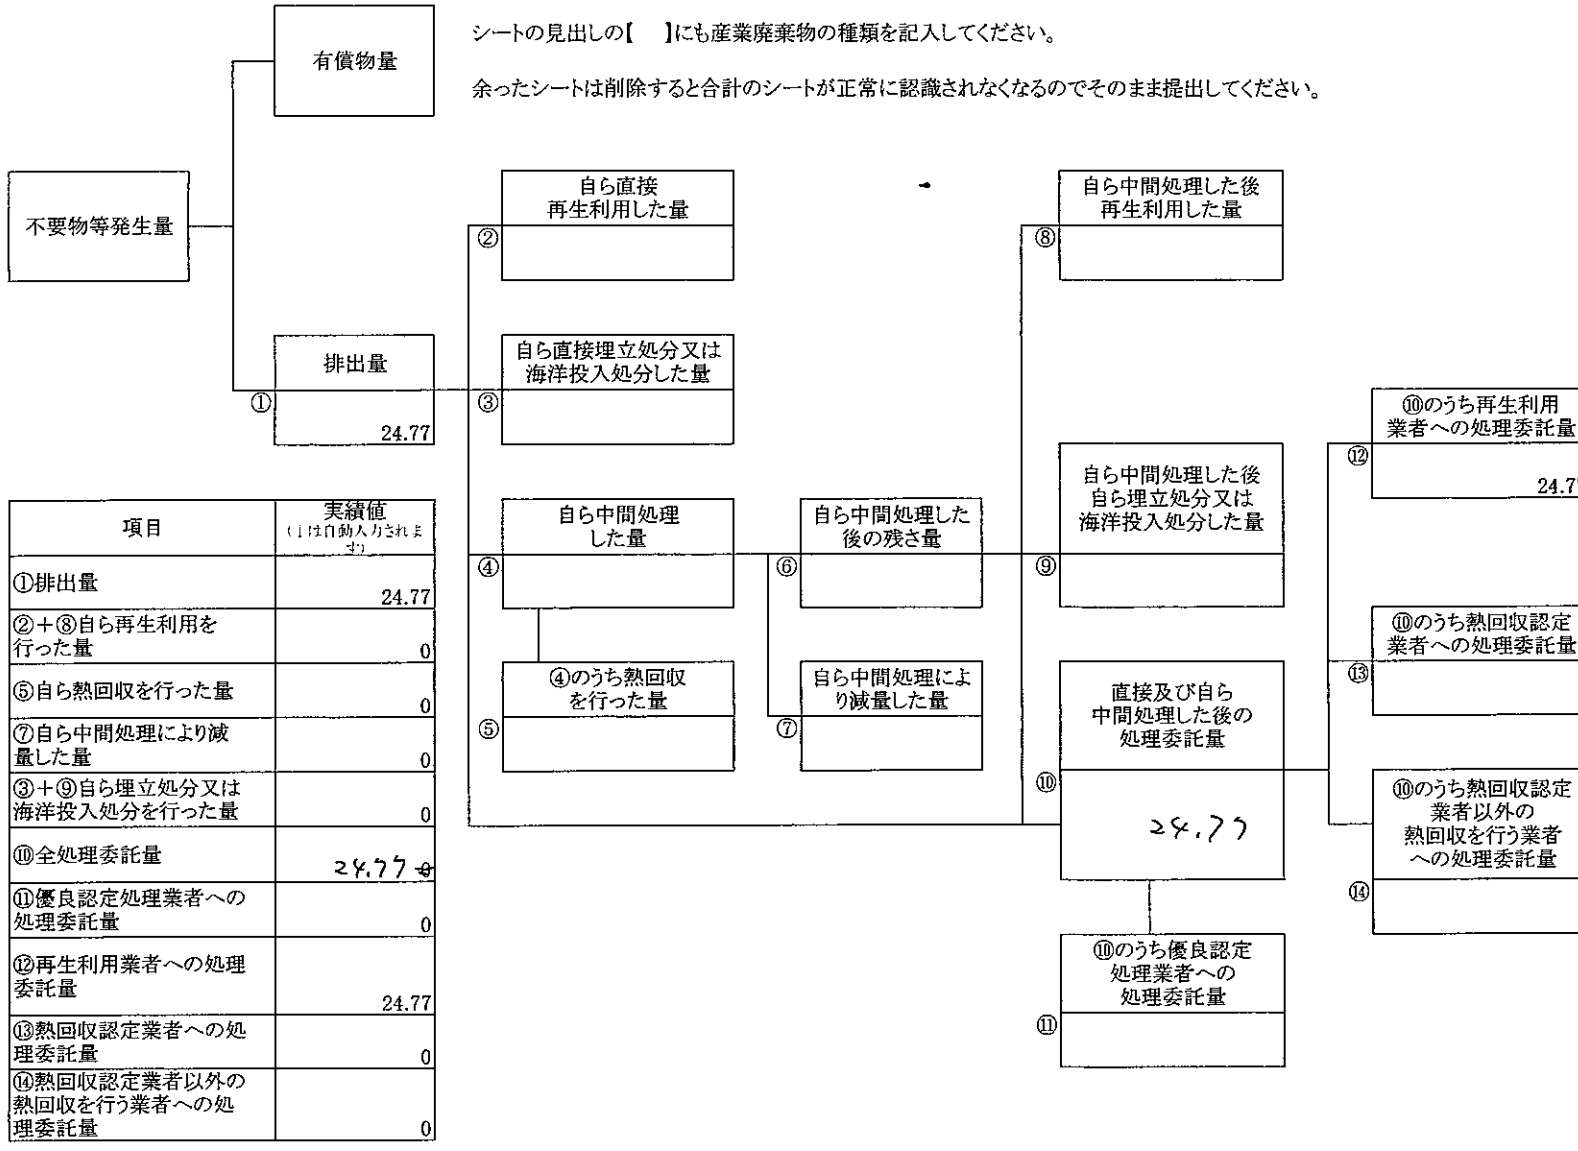 シートの見出しの【　】にも産業廃棄物の種類を記入してください。
余ったシートは削除すると合計のシートが正常に認識されなくなるのでそのまま提出してください。
有償物量
不要物等発生量
排出量
①
24.77
自ら直接
再生利用した量
②
自ら直接埋立処分又は
海洋投入処分した量
③
自ら中間処理
した量
④
④のうち熱回収
を行った量
⑤
自ら中間処理した
後の残さ量
⑥
自ら中間処理によ
り減量した量
⑦
自ら中間処理した後
再生利用した量
⑧
自ら中間処理した後
自ら埋立処分又は
海洋投入処分した量
⑨
直接及び自ら
中間処理した後の
処理委託量
⑩
24.77
⑩のうち優良認定
処理業者への
処理委託量
⑪
⑩のうち再生利用
業者への処理委託量
⑫
24.7
⑩のうち熱回収認定
業者への処理委託量
⑬
⑩のうち熱回収認定
業者以外の
熱回収を行う業者
への処理委託量
⑭
項目
実績値
(①は自動入力されま
す)
①排出量
24.77
②＋⑧自ら再生利用を
行った量
0
⑤自ら熱回収を行った量
0
⑦自ら中間処理により減
量した量
0
③＋⑨自ら埋立処分又は
海洋投入処分を行った量
0
⑩全処理委託量
24.77 0
⑪優良認定処理業者への
処理委託量
0
⑫再生利用業者への処理
委託量
24.77
⑬熱回収認定業者への処
理委託量
0
⑭熱回収認定業者以外の
熱回収を行う業者への処
理委託量
0